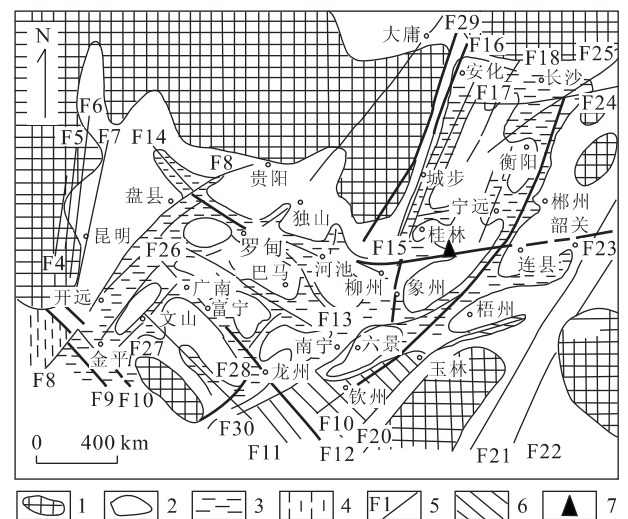 大庸 F29
N F16
安化 F18 F25
长沙
F6 F17
F24
F5 F7 F14
衡阳
F8
贵阳
盘县 城步
独山 宁远 郴州
桂林 韶关
昆明 罗甸 F15
F26 F23
巴马 河池 连县
F4 柳州
广南 象州
开远 富宁
文山 F13 梧州
南宁 六景
金平 F27
F8 F28 龙州 玉林
F9 F10 钦州
F30 F10
F20
0 400 km F11 F12
F21 F22
1 2 3 4 F1 5 6 7